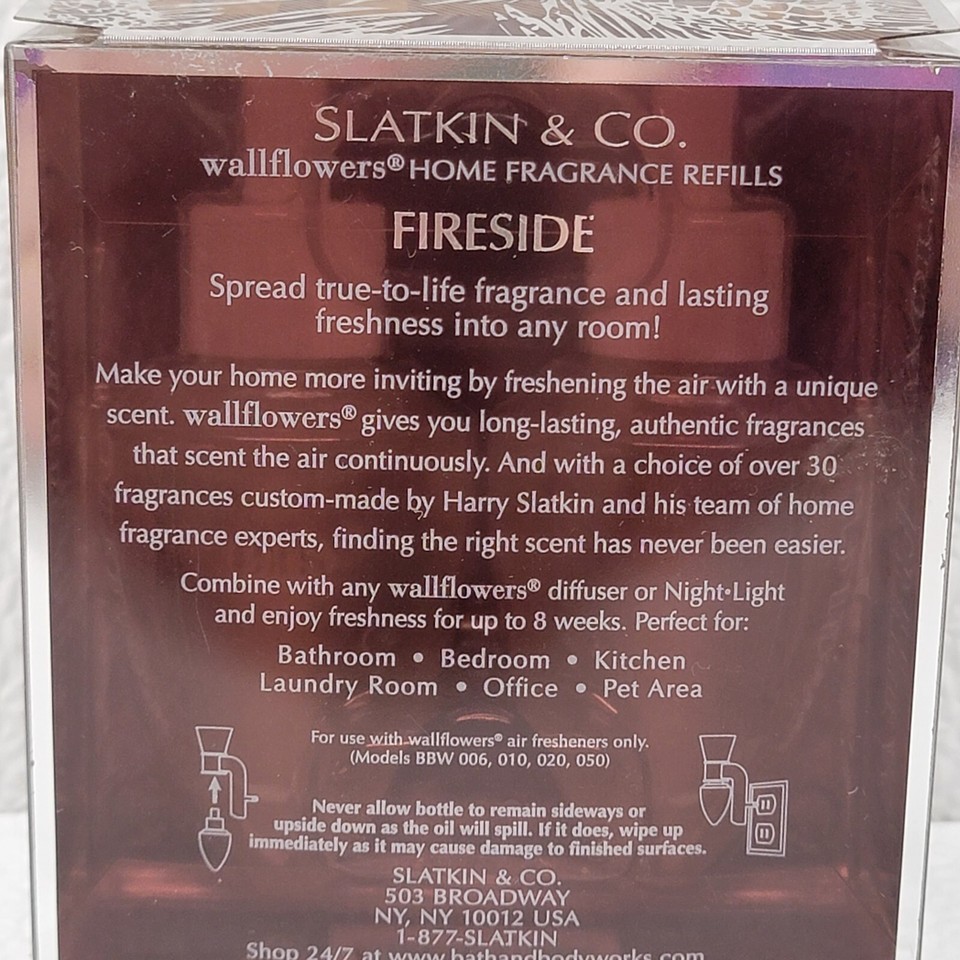 SLATKIN & CO.
wallflowers® HOME FRAGRANCE REFILLS
FIRESIDE
Spread true-to-life fragrance and lasting
freshness into any room!
Make your home more inviting by freshening the air with a unique
scent. wallflowers® gives you long-lasting, authentic fragrances
that scent the air continuously. And with a choice of over 30
fragrances custom-made by Harry Slatkin and his team of home
fragrance experts, finding the right scent has never been easier.
Combine with any wallflowers® diffuser or Night•Light
and enjoy freshness for up to 8 weeks. Perfect for:
Bathroom • Bedroom • Kitchen
Laundry Room • Office • Pet Area
For use with wallflowers® air fresheners only.
(Models BBW 006, 010, 020, 050)
Never allow bottle to remain sideways or
upside down as the oil will spill. If it does, wipe up
immediately as it may cause damage to finished surfaces.
SLATKIN & CO.
503 BROADWAY
NY, NY 10012 USA
1-877-SLATKIN
Shop 24/7 at www.bathandbodyworks.com